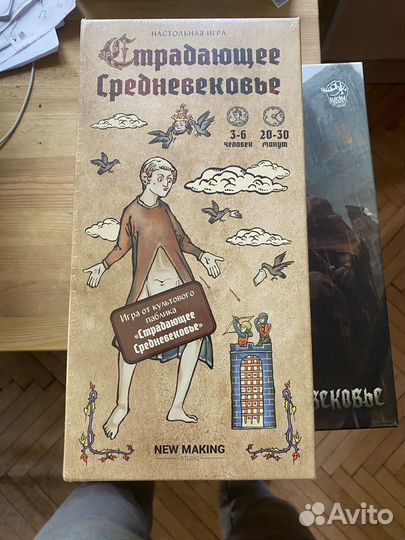 НАСТОЛЬНАЯ ИГРА
Страдающее
Средневековье
3-6
человек
20-30
минут
Игра от культового
паблика
«Страдающее
Средневековье»
NEW MAKING
вековье
Avito